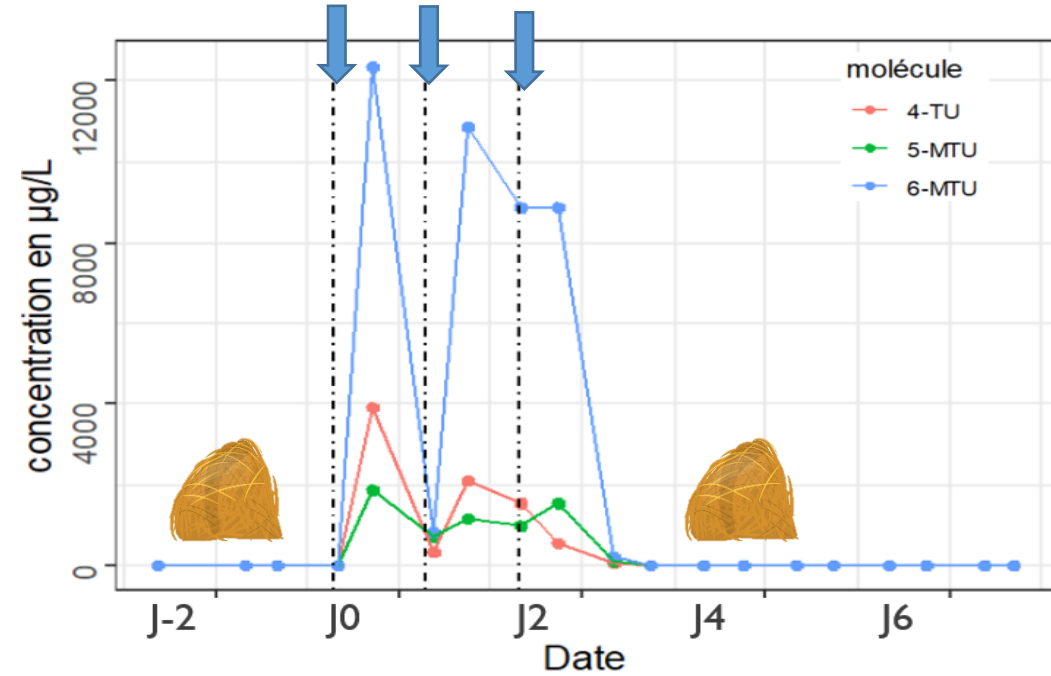 molécule
4-TU
5-MTU
6-MTU
concentration en µg/L
12000
8000
4000
0
J-2 J0 J2 J4 J6
Date